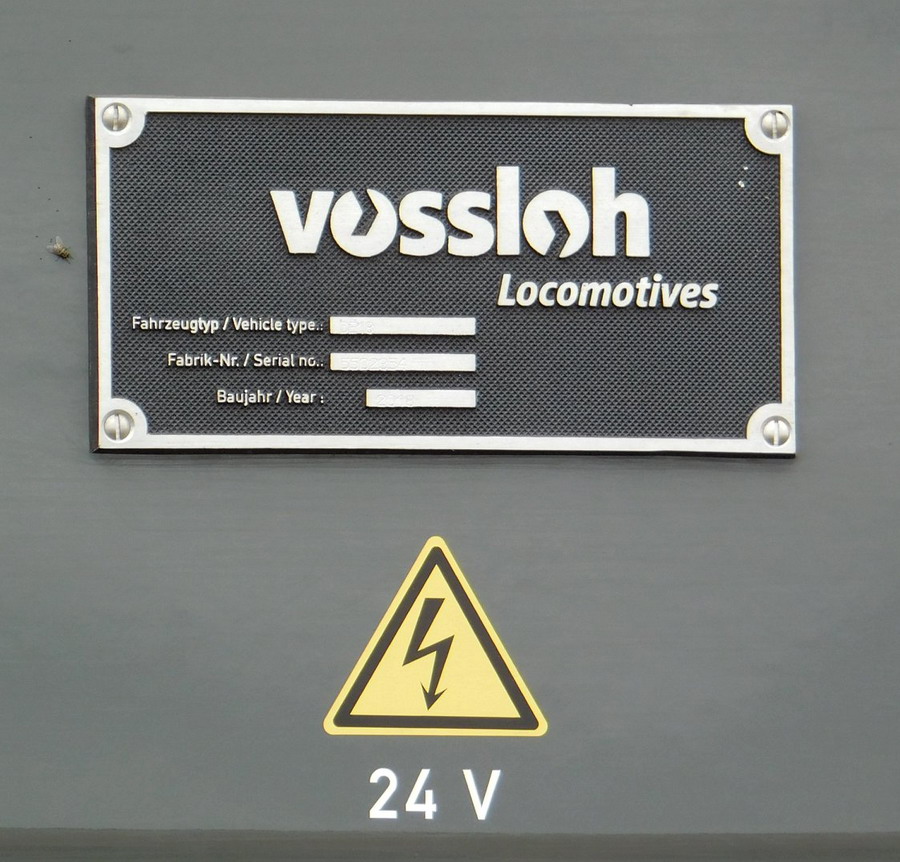 vossloh
Locomotives
Fahrzeugtyp / Vehicle type.:
Fabrik-Nr. / Serial no..:
Baujahr / Year :
24 V